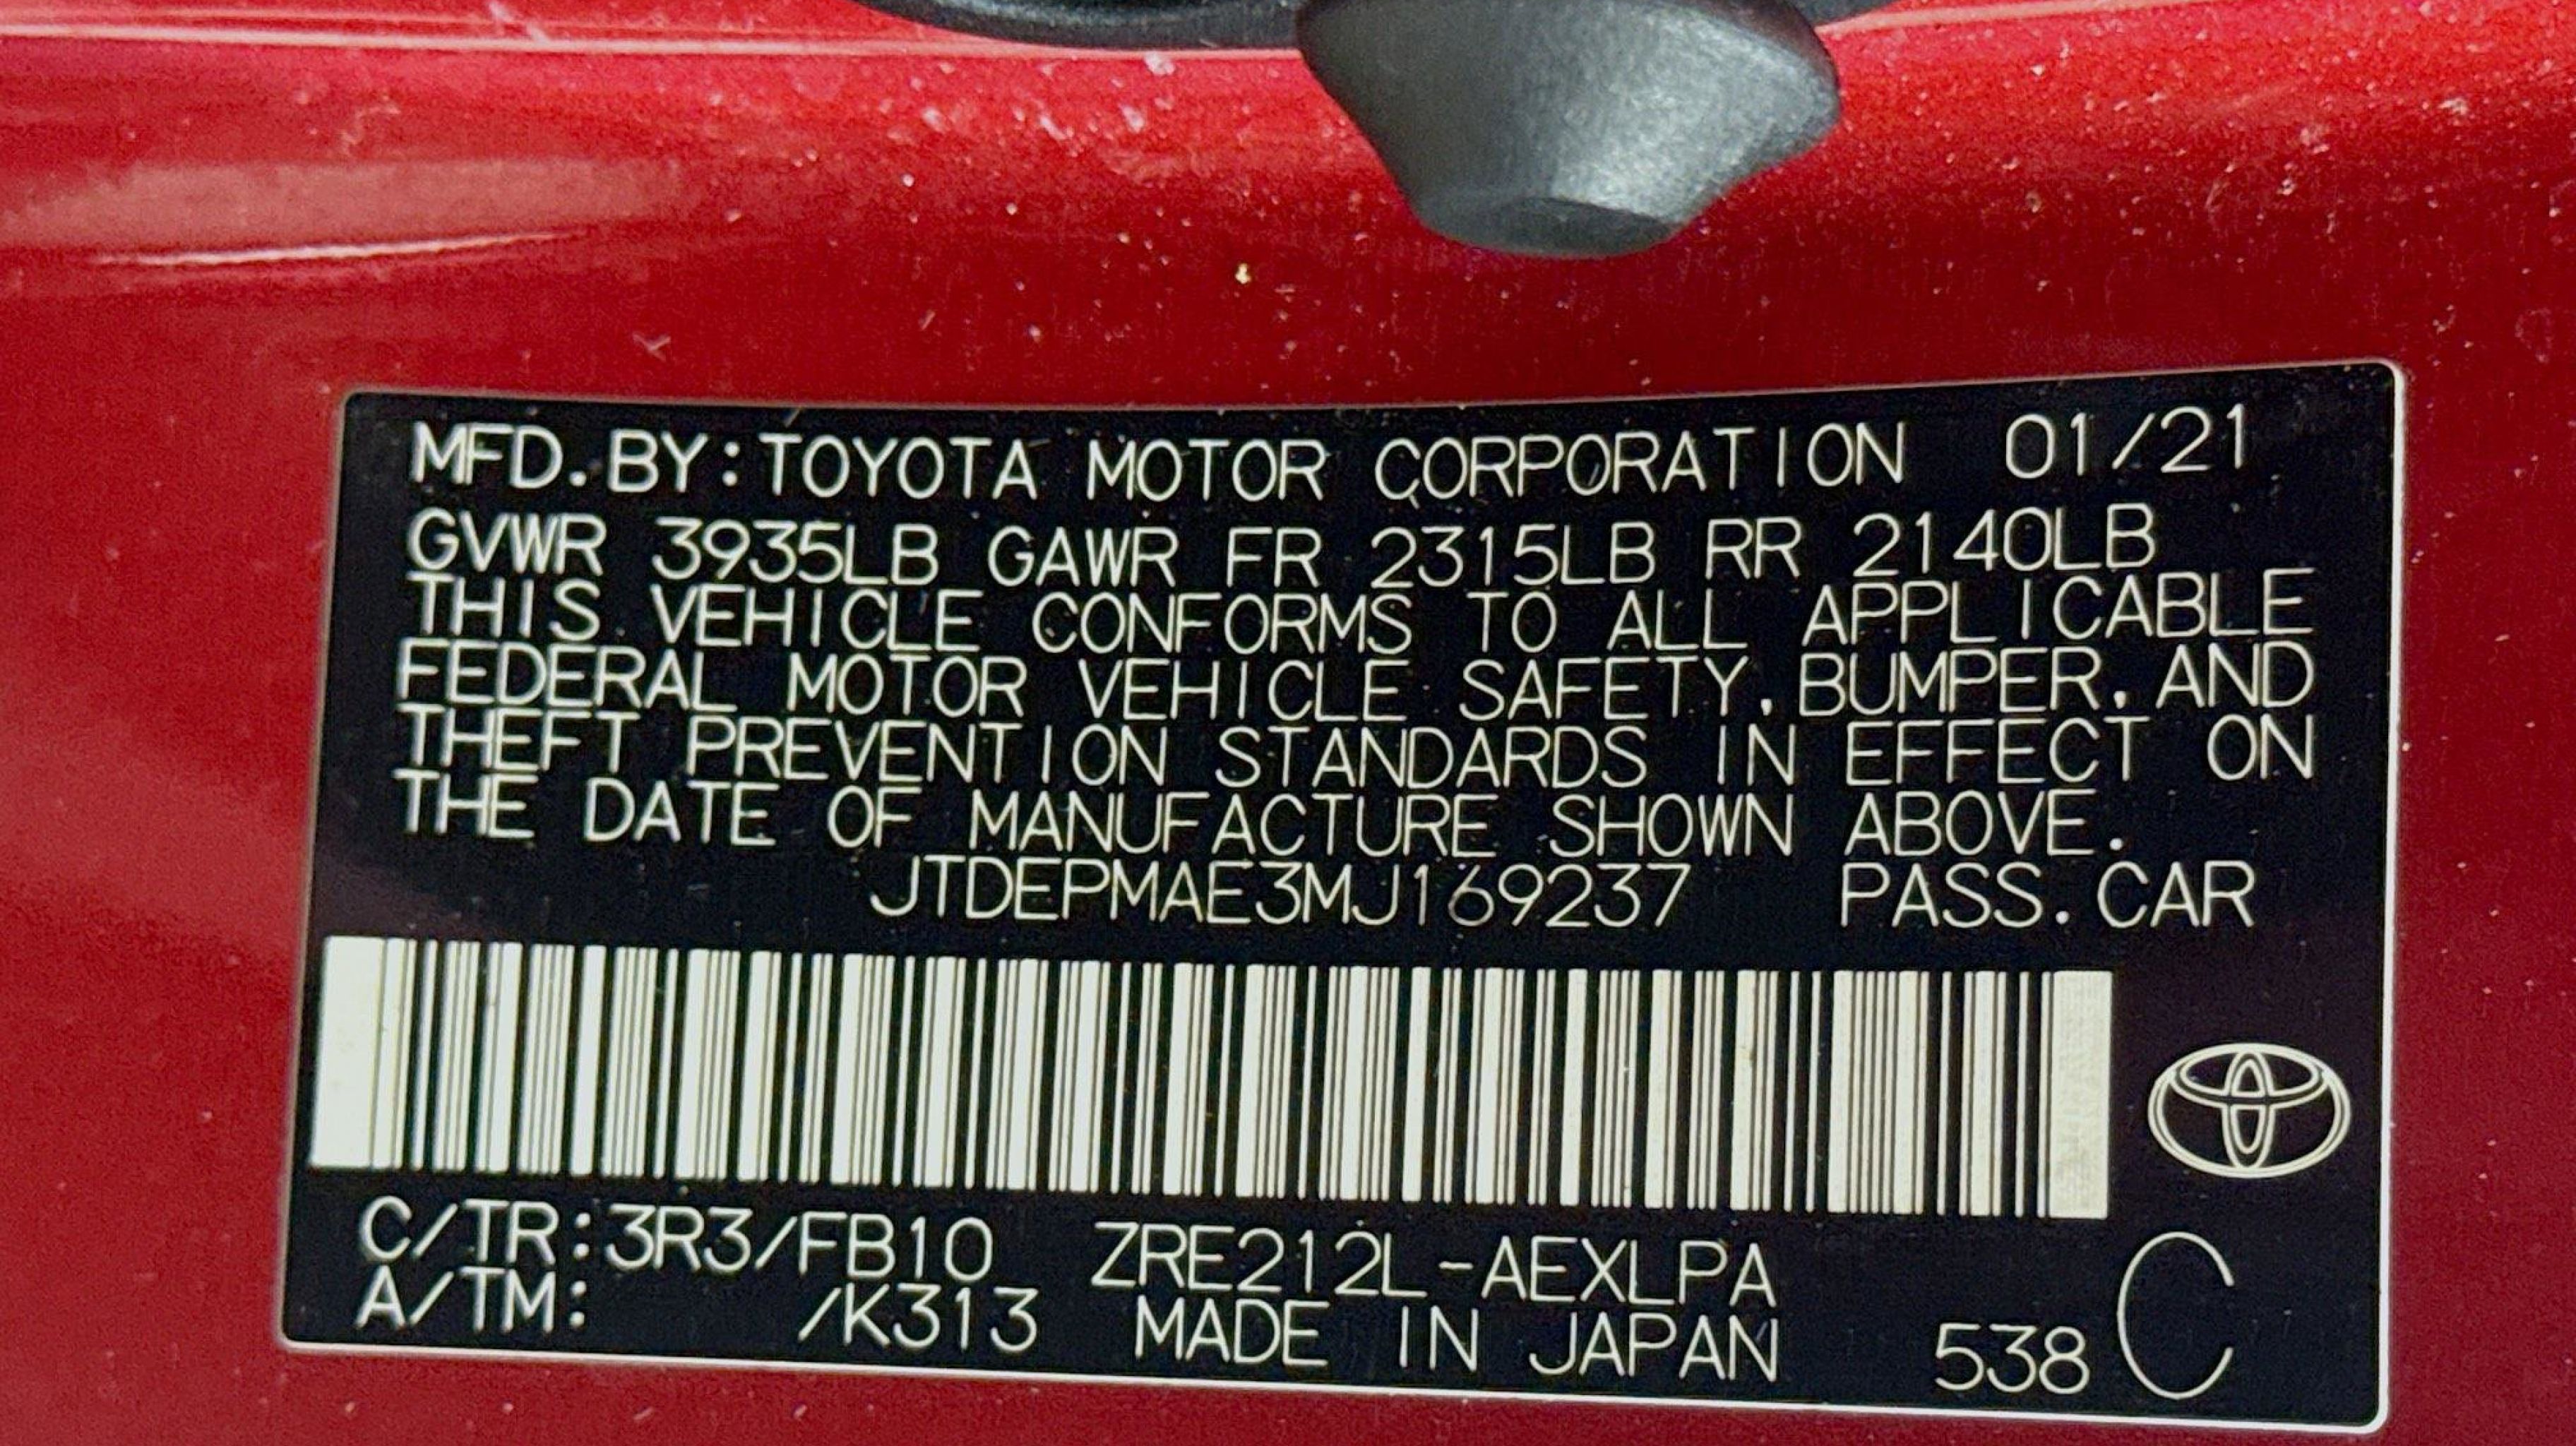 MFD.BY:TOYOTA MOTOR CORPORATION 01/21
GVWR 3935LB GAWR FR 2315LB RR 2140LB
THIS VEHICLE CONFORMS TO ALL APPLICABLE
FEDERAL MOTOR VEHICLE SAFETY,BUMPER,AND
THEFT PREVENTION STANDARDS IN EFFECT ON
THE DATE OF MANUFACTURE SHOWN ABOVE.
JTDEPMAE3MJ169237 PASS.CAR
C/TR:3R3/FB10 ZRE212L-AEXLPA
A/TM: /K313 MADE IN JAPAN 538 C